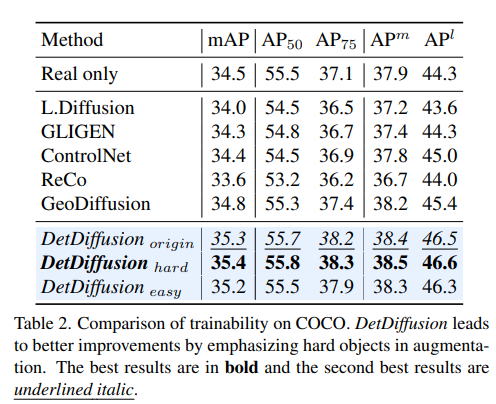 Method mAP AP50 AP75 APm APl
Real only 34.5 55.5 37.1 37.9 44.3
L.Diffusion 34.0 54.5 36.5 37.2 43.6
GLIGEN 34.3 54.8 36.7 37.4 44.3
ControlNet 34.4 54.5 36.9 37.8 45.0
ReCo 33.6 53.2 36.2 36.7 44.0
GeoDiffusion 34.8 55.3 37.4 38.2 45.4
DetDiffusion origin 35.3 55.7 38.2 38.4 46.5
DetDiffusion hard 35.4 55.8 38.3 38.5 46.6
DetDiffusion easy 35.2 55.5 37.9 38.3 46.3
Table 2. Comparison of trainability on COCO. DetDiffusion leads
to better improvements by emphasizing hard objects in augmenta-
tion. The best results are in bold and the second best results are
underlined italic.